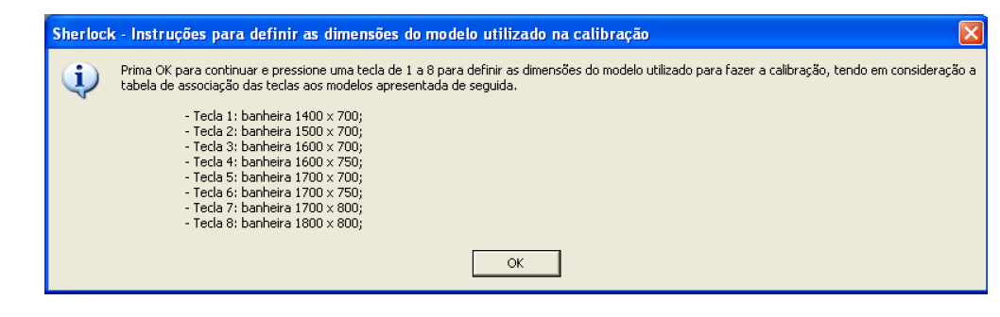 Sherlock - Instruções para definir as dimensões do modelo utilizado na calibração
Prima OK para continuar e pressione uma tecla de 1 a 8 para definir as dimensões do modelo utilizado para fazer a calibração, tendo em consideração a
tabela de associação das teclas aos modelos apresentada de seguida.
- Tecla 1: banheira 1400 x 700;
- Tecla 2: banheira 1500 x 700;
- Tecla 3: banheira 1600 x 700;
- Tecla 4: banheira 1600 x 750;
- Tecla 5: banheira 1700 x 700;
- Tecla 6: banheira 1700 x 750;
- Tecla 7: banheira 1700 x 800;
- Tecla 8: banheira 1800 x 800;
OK